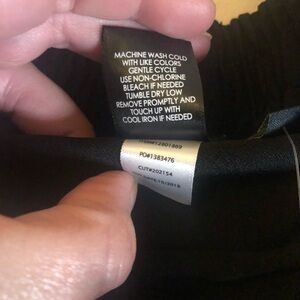 MACHINE WASH COLD
WITH LIKE COLORS
GENTLE CYCLE
USE NON-CHLORINE
BLEACH IF NEEDED
TUMBLE DRY LOW
REMOVE PROMPTLY AND
TOUCH UP WITH
COOL IRON IF NEEDED
PO#1383476
CUT#202154